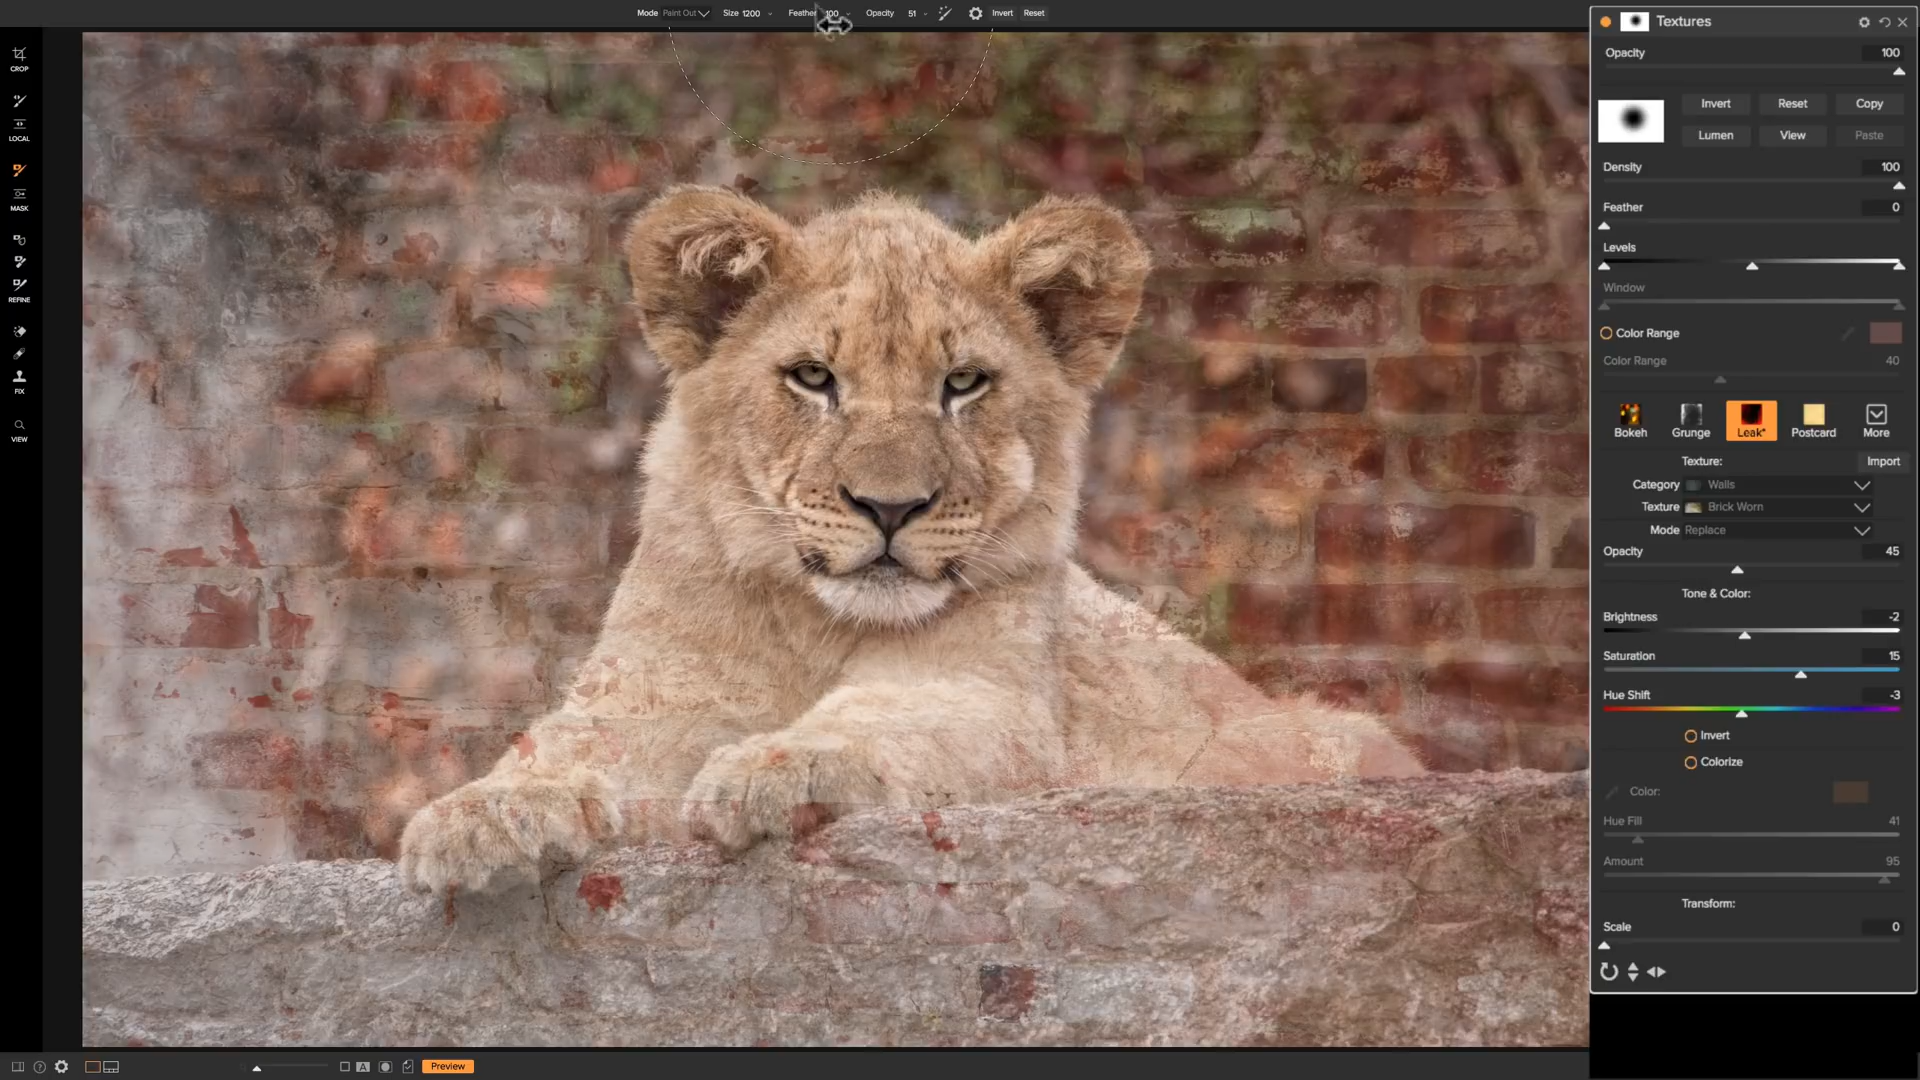 Mode Paint Out Size 1200 Feather 100 Opacity 51 Invert Reset
CROP
LOCAL
MASK
REFINE
FIX
VIEW
Textures
Opacity 100
Invert Reset Copy
Lumen View Paste
Density 100
Feather 0
Levels
Window
Color Range
Color Range 40
Bokeh Grunge Leak* Postcard More
Texture: Import
Category Walls
Texture Brick Worn
Mode Replace
Opacity 45
Tone & Color:
Brightness -2
Saturation 15
Hue Shift -3
Invert
Colorize
Color:
Hue Fill 41
Amount 95
Transform:
Scale 0
? A Preview